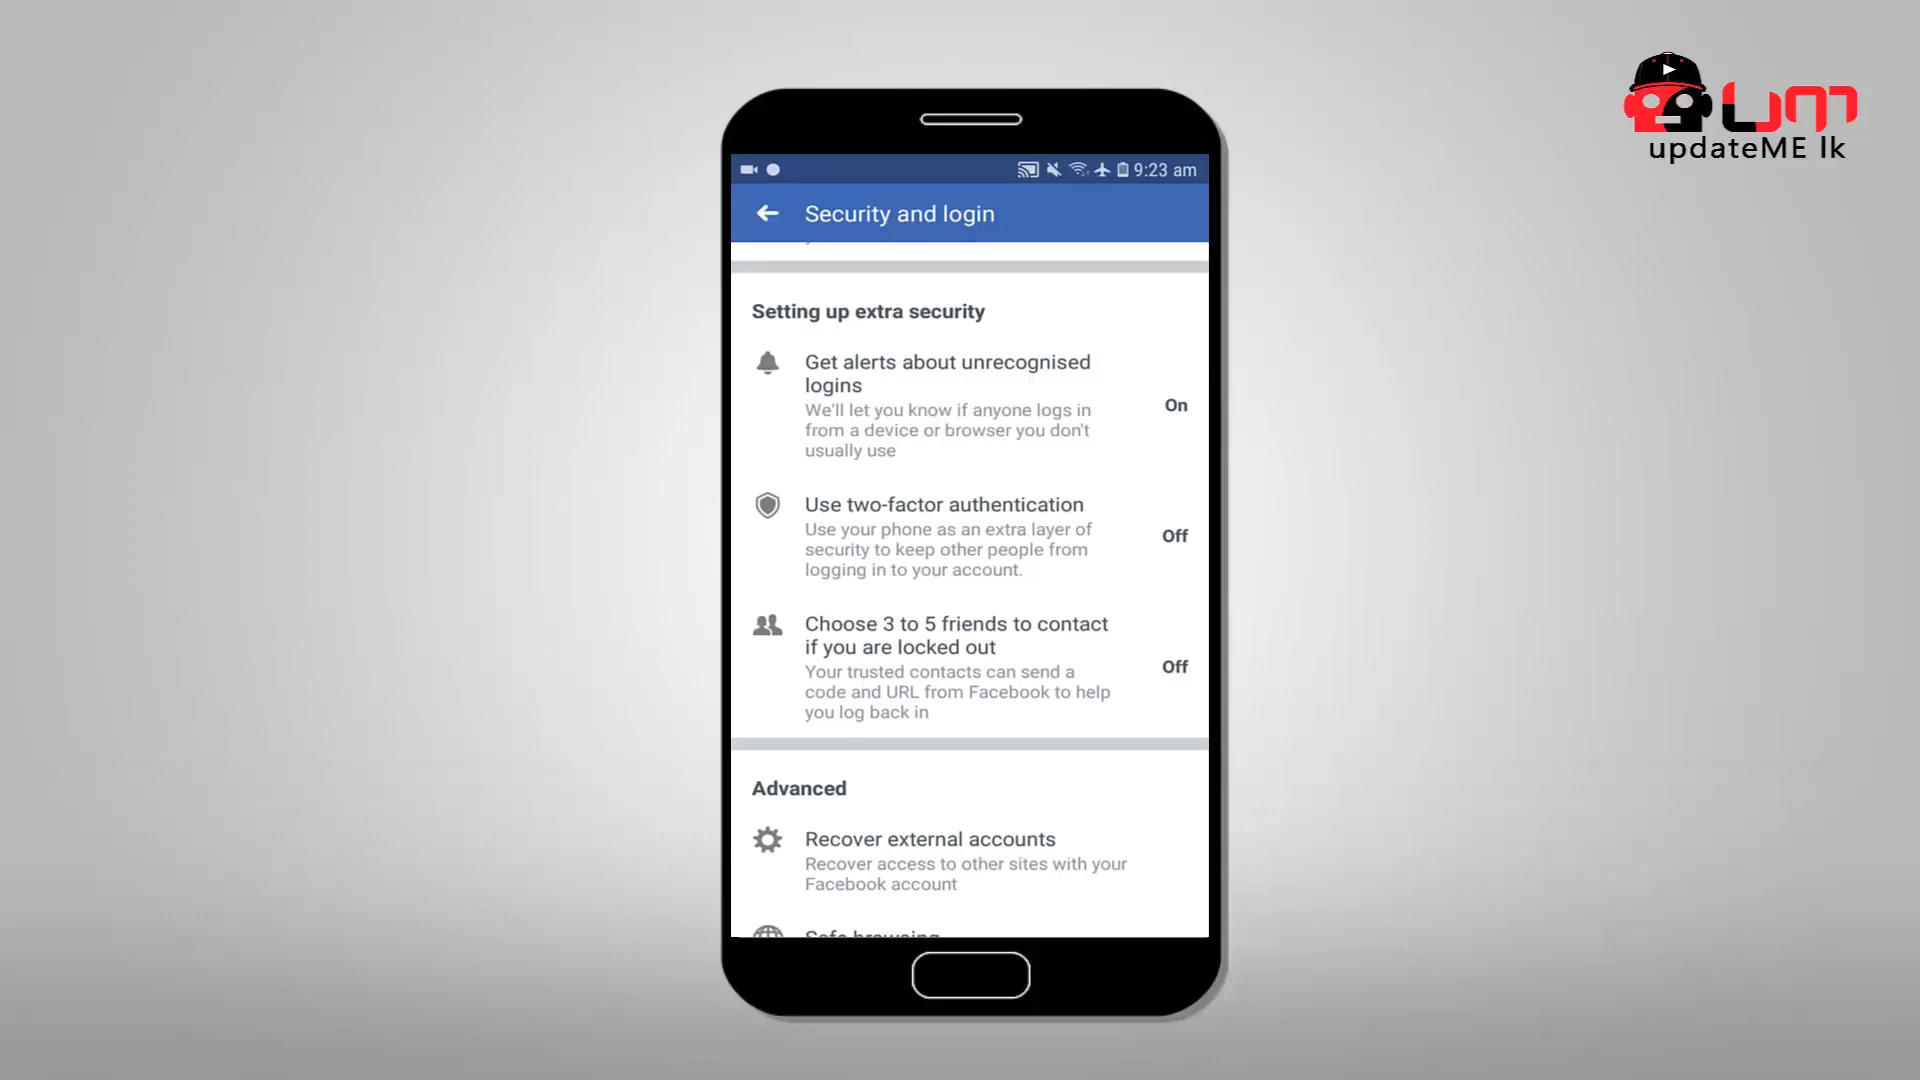 UM
updateME lk
9:23 am
Security and login
Setting up extra security
Get alerts about unrecognised
logins
We'll let you know if anyone logs in
from a device or browser you don't
usually use
On
Use two-factor authentication
Use your phone as an extra layer of
security to keep other people from
logging in to your account.
Off
Choose 3 to 5 friends to contact
if you are locked out
Your trusted contacts can send a
code and URL from Facebook to help
you log back in
Off
Advanced
Recover external accounts
Recover access to other sites with your
Facebook account
Safe browsing